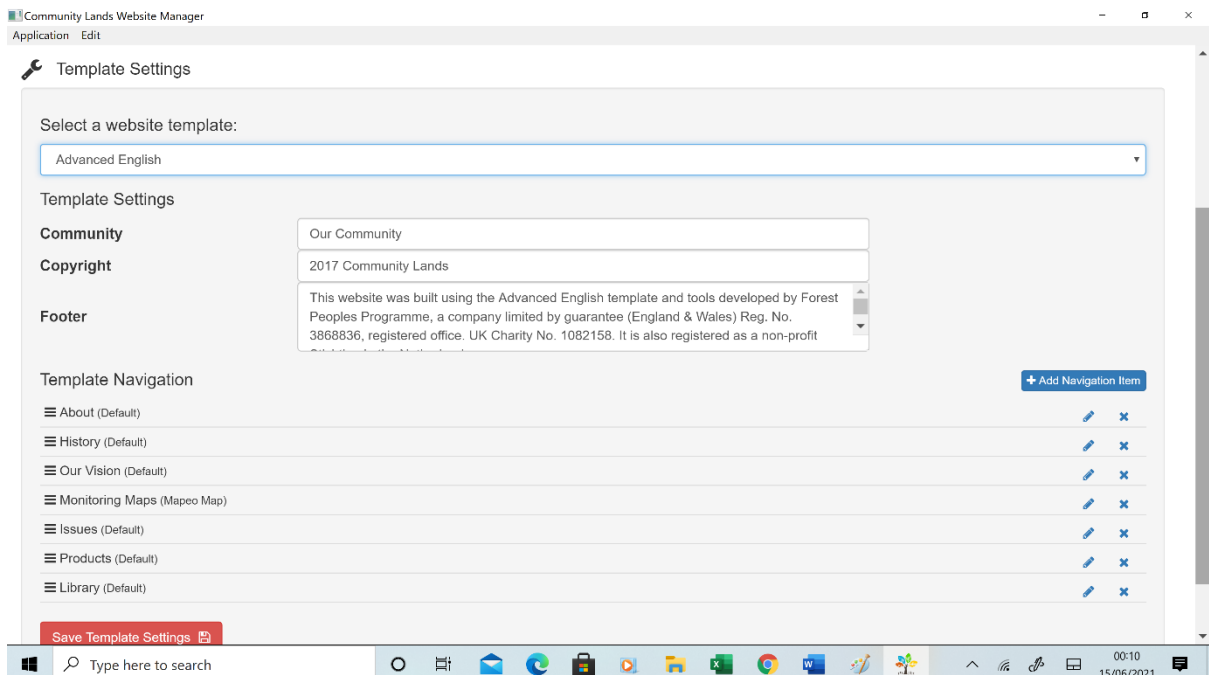 Community Lands Website Manager
Application Edit
Template Settings
Select a website template:
Advanced English
Template Settings
Community
Our Community
Copyright
2017 Community Lands
Footer
This website was built using the Advanced English template and tools developed by Forest
Peoples Programme, a company limited by guarantee (England & Wales) Reg. No.
3868836, registered office. UK Charity No. 1082158. It is also registered as a non-profit
Template Navigation
+ Add Navigation Item
About (Default)
History (Default)
Our Vision (Default)
Monitoring Maps (Mapeo Map)
Issues (Default)
Products (Default)
Library (Default)
Save Template Settings
Type here to search
00:10
15/06/2021